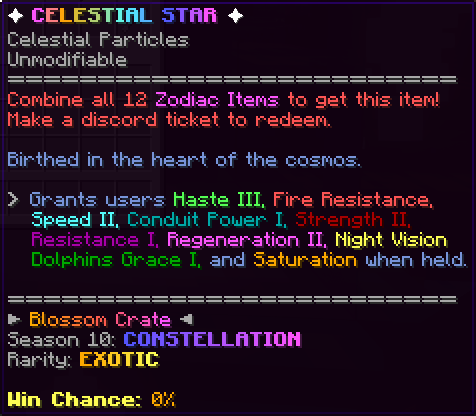 ✦ CELESTIAL STAR ✦
Celestial Particles
Unmodifiable
==============================
Combine all 12 Zodiac Items to get this item!
Make a discord ticket to redeem.
Birthed in the heart of the cosmos.
> Grants users Haste III, Fire Resistance,
Speed II, Conduit Power I, Strength II,
Resistance I, Regeneration II, Night Vision
Dolphins Grace I, and Saturation when held.
==============================
► Blossom Crate ◄
Season 10: CONSTELLATION
Rarity: EXOTIC
Win Chance: 0%